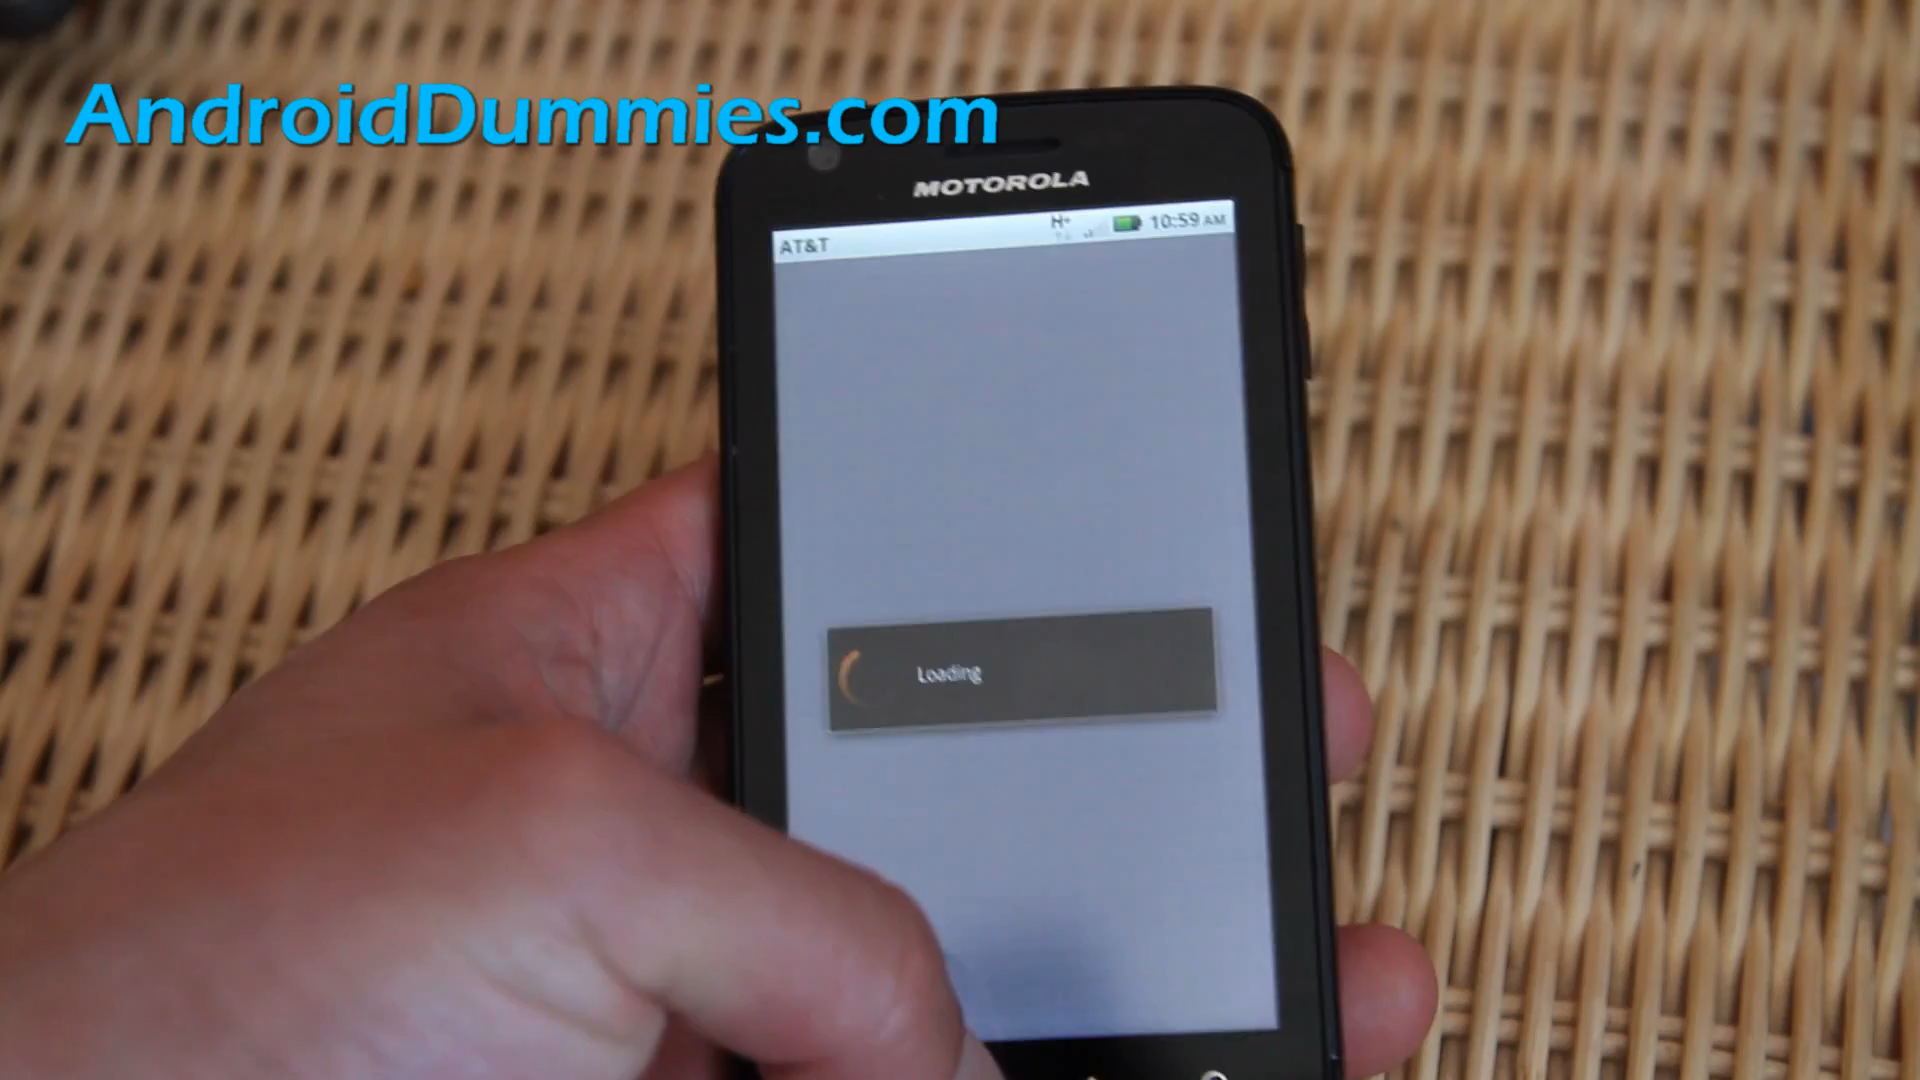 AndroidDummies.com
MOTOROLA
AT&T
H+
10:59 AM
Loading